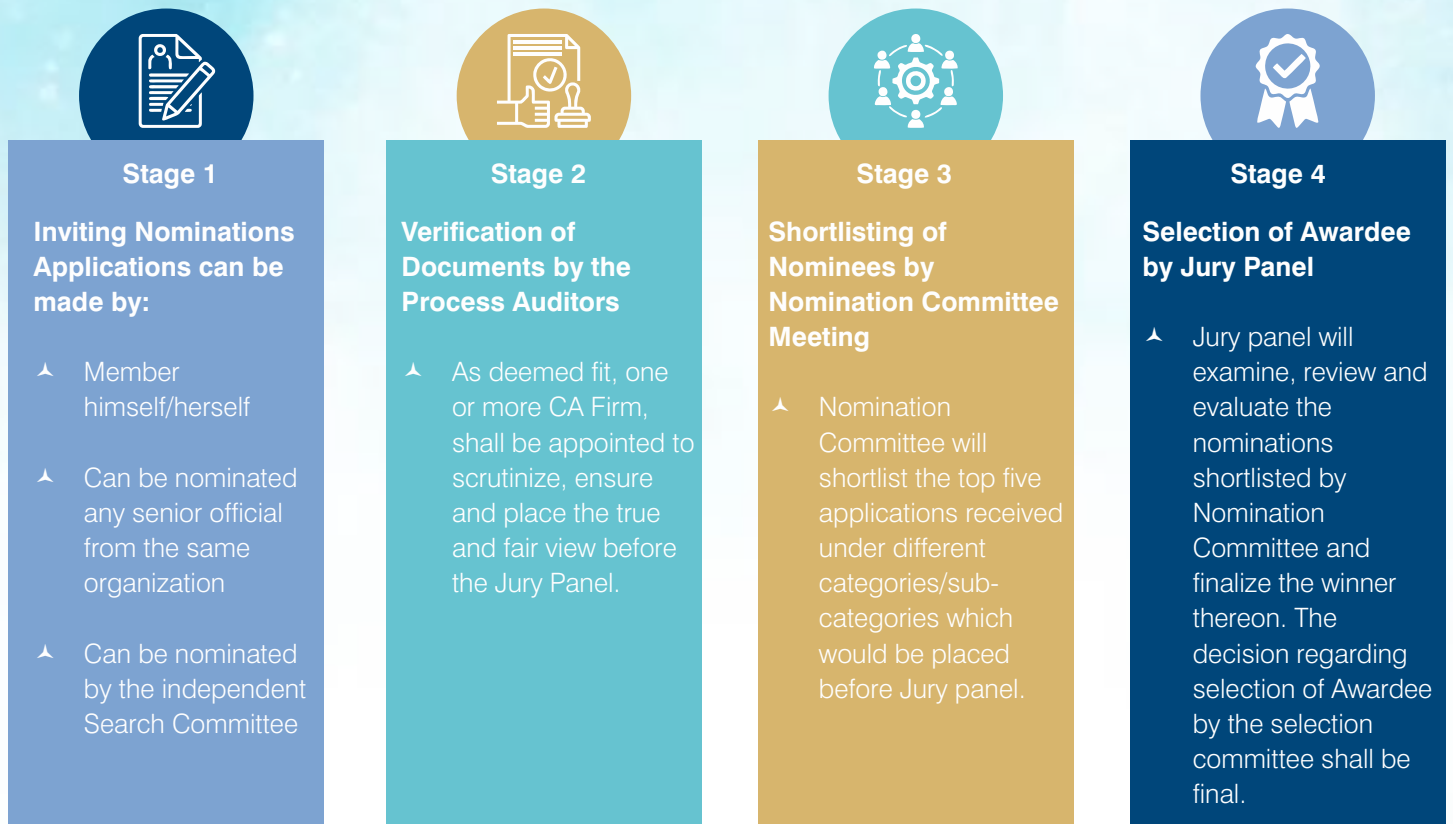 Stage 1
Inviting Nominations
Applications can be
made by:
Member
himself/herself
Can be nominated
any senior official
from the same
organization
Can be nominated
by the independent
Search Committee
Stage 2
Verification of
Documents by the
Process Auditors
As deemed fit, one
or more CA Firm,
shall be appointed to
scrutinize, ensure
and place the true
and fair view before
the Jury Panel.
Stage 3
Shortlisting of
Nominees by
Nomination Committee
Meeting
Nomination
Committee will
shortlist the top five
applications received
under different
categories/sub-
categories which
would be placed
before Jury panel.
Stage 4
Selection of Awardee
by Jury Panel
Jury panel will
examine, review and
evaluate the
nominations
shortlisted by
Nomination
Committee and
finalize the winner
thereon. The
decision regarding
selection of Awardee
by the selection
committee shall be
final.